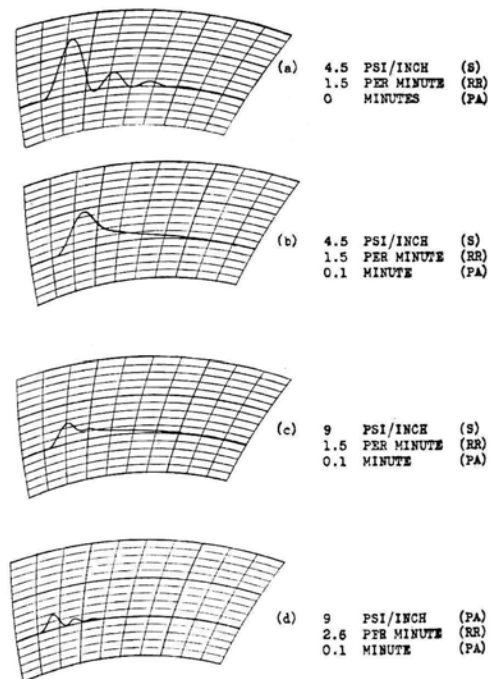 (a) 4.5 PSI/INCH (S)
1.5 PER MINUTE (RR)
0 MINUTES (PA)
(b) 4.5 PSI/INCH (S)
1.5 PER MINUTE (RR)
0.1 MINUTE (PA)
(c) 9 PSI/INCH (S)
1.5 PER MINUTE (RR)
0.1 MINUTE (PA)
(d) 9 PSI/INCH (PA)
2.6 PER MINUTE (RR)
0.1 MINUTE (PA)